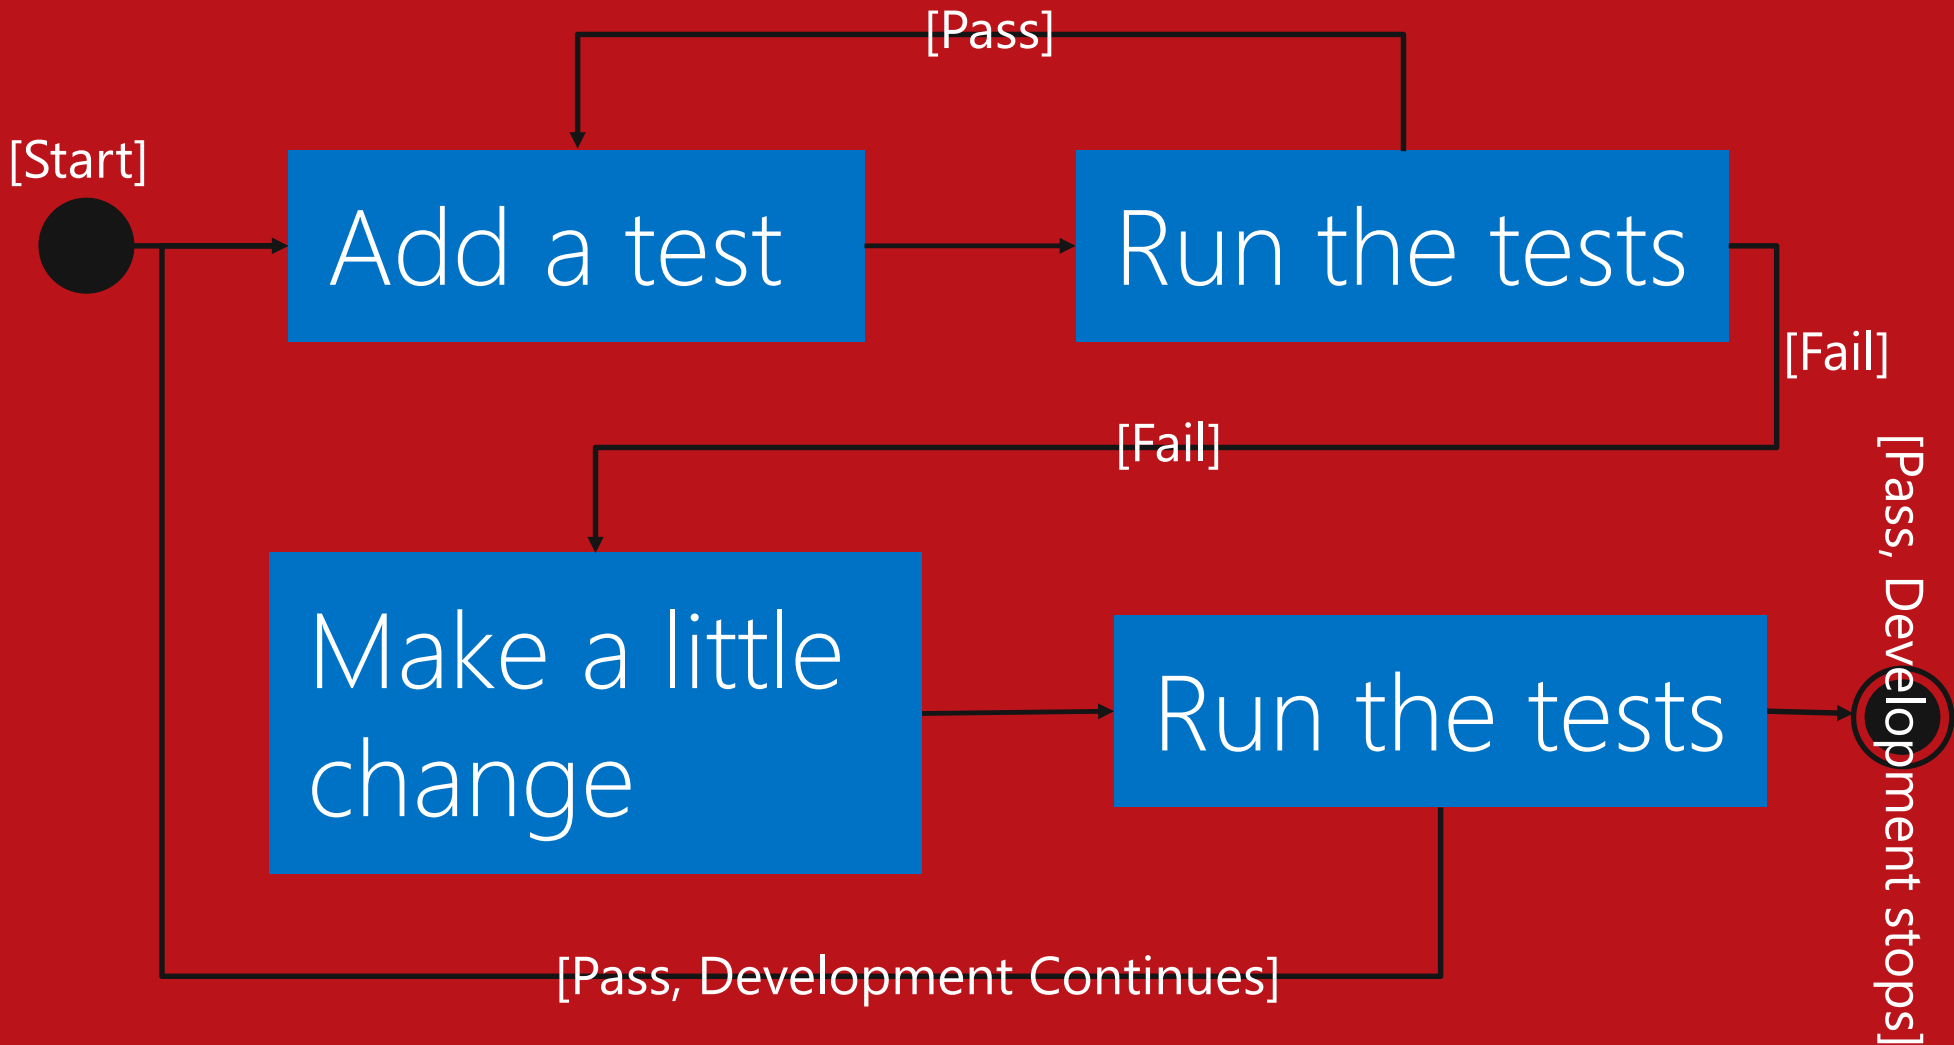 [Pass]
[Start]
Add a test
Run the tests
[Fail]
[Fail]
Make a little
change
Run the tests
[Pass, Development stops]
[Pass, Development Continues]